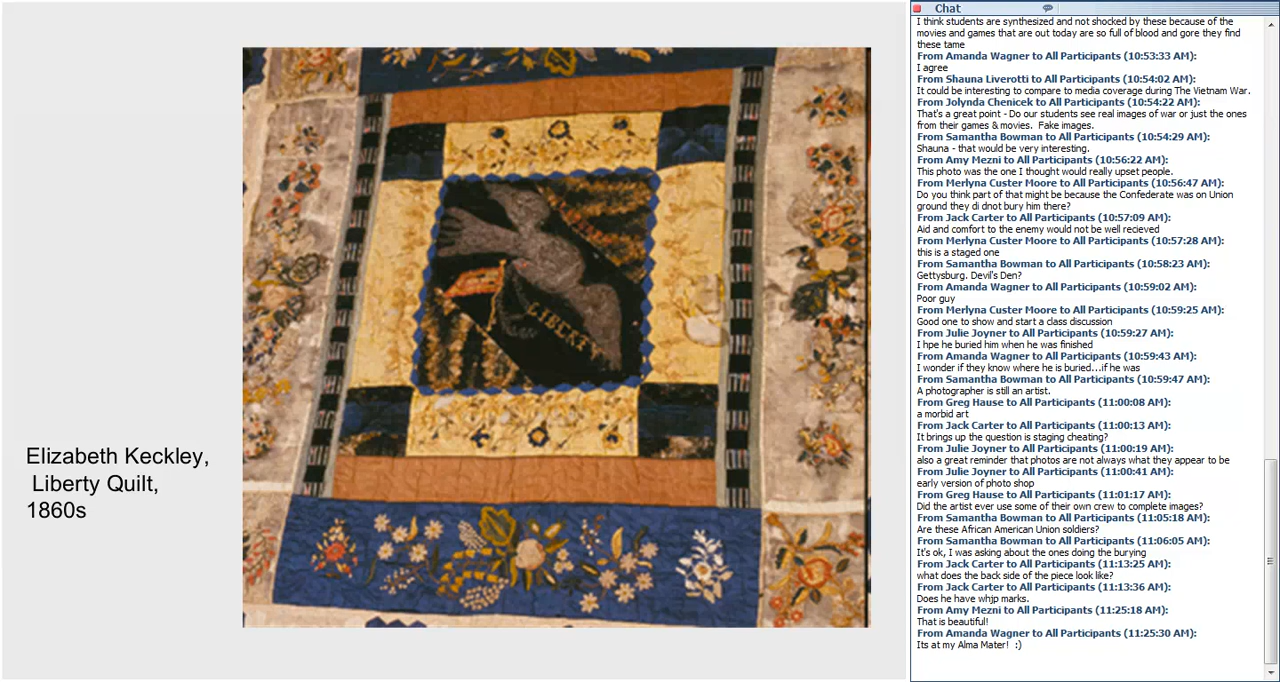 Elizabeth Keckley,
Liberty Quilt,
1860s
LIBERTY
Chat
I think students are synthesized and not shocked by these because of the
movies and games that are out today are so full of blood and gore they find
these tame
From Amanda Wagner to All Participants (10:53:33 AM):
I agree
From Shauna Liverotti to All Participants (10:54:02 AM):
It could be interesting to compare to media coverage during The Vietnam War.
From Jolynda Chenicek to All Participants (10:54:22 AM):
That's a great point - Do our students see real images of war or just the ones
from their games & movies.  Fake images.
From Samantha Bowman to All Participants (10:54:29 AM):
Shauna - that would be very interesting.
From Amy Mezni to All Participants (10:56:22 AM):
This photo was the one I thought would really upset people.
From Merlyna Custer Moore to All Participants (10:56:47 AM):
Do you think part of that might be because the Confederate was on Union
ground they di dnot bury him there?
From Jack Carter to All Participants (10:57:09 AM):
Aid and comfort to the enemy would not be well recieved
From Merlyna Custer Moore to All Participants (10:57:28 AM):
this is a staged one
From Samantha Bowman to All Participants (10:58:23 AM):
Gettysburg. Devil's Den?
From Amanda Wagner to All Participants (10:59:02 AM):
Poor guy
From Merlyna Custer Moore to All Participants (10:59:25 AM):
Good one to show and start a class discussion
From Julie Joyner to All Participants (10:59:27 AM):
I hpe he buried him when he was finished
From Amanda Wagner to All Participants (10:59:43 AM):
I wonder if they know where he is buried...if he was
From Samantha Bowman to All Participants (10:59:47 AM):
A photographer is still an artist.
From Greg Hause to All Participants (11:00:08 AM):
a morbid art
From Jack Carter to All Participants (11:00:13 AM):
It brings up the question is staging cheating?
From Julie Joyner to All Participants (11:00:19 AM):
also a great reminder that photos are not always what they appear to be
From Julie Joyner to All Participants (11:00:41 AM):
early version of photo shop
From Greg Hause to All Participants (11:01:17 AM):
Did the artist ever use some of their own crew to complete images?
From Samantha Bowman to All Participants (11:05:18 AM):
Are these African American Union soldiers?
From Samantha Bowman to All Participants (11:06:05 AM):
It's ok, I was asking about the ones doing the burying
From Jack Carter to All Participants (11:13:25 AM):
what does the back side of the piece look like?
From Jack Carter to All Participants (11:13:36 AM):
Does he have whjp marks.
From Amy Mezni to All Participants (11:25:18 AM):
That is beautiful!
From Amanda Wagner to All Participants (11:25:30 AM):
Its at my Alma Mater!  :)